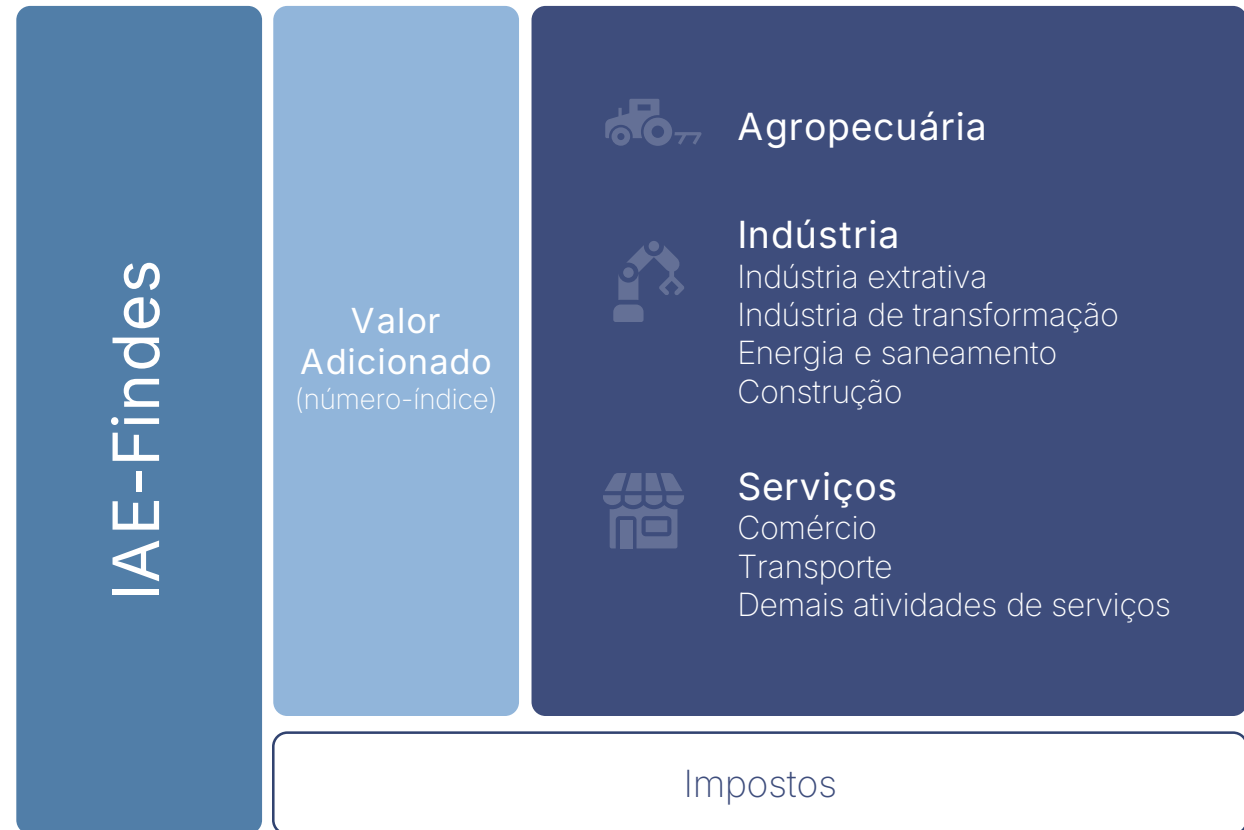 IAE-Findes
Valor
Adicionado
(número-índice)
Agropecuária
Indústria
Indústria extrativa
Indústria de transformação
Energia e saneamento
Construção
Serviços
Comércio
Transporte
Demais atividades de serviços
Impostos